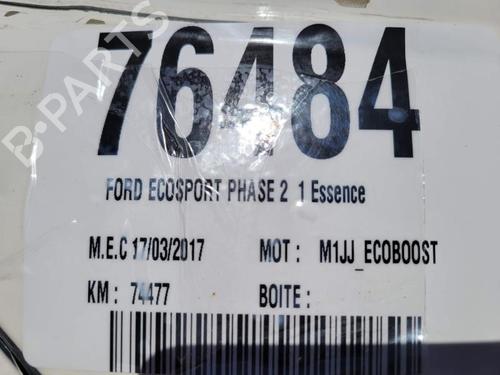 76484
FORD ECOSPORT PHASE 2 1 Essence
M.E.C 17/03/2017 MOT : M1JJ_ECOBOOST
KM : 74477 BOITE :
B-PARTS